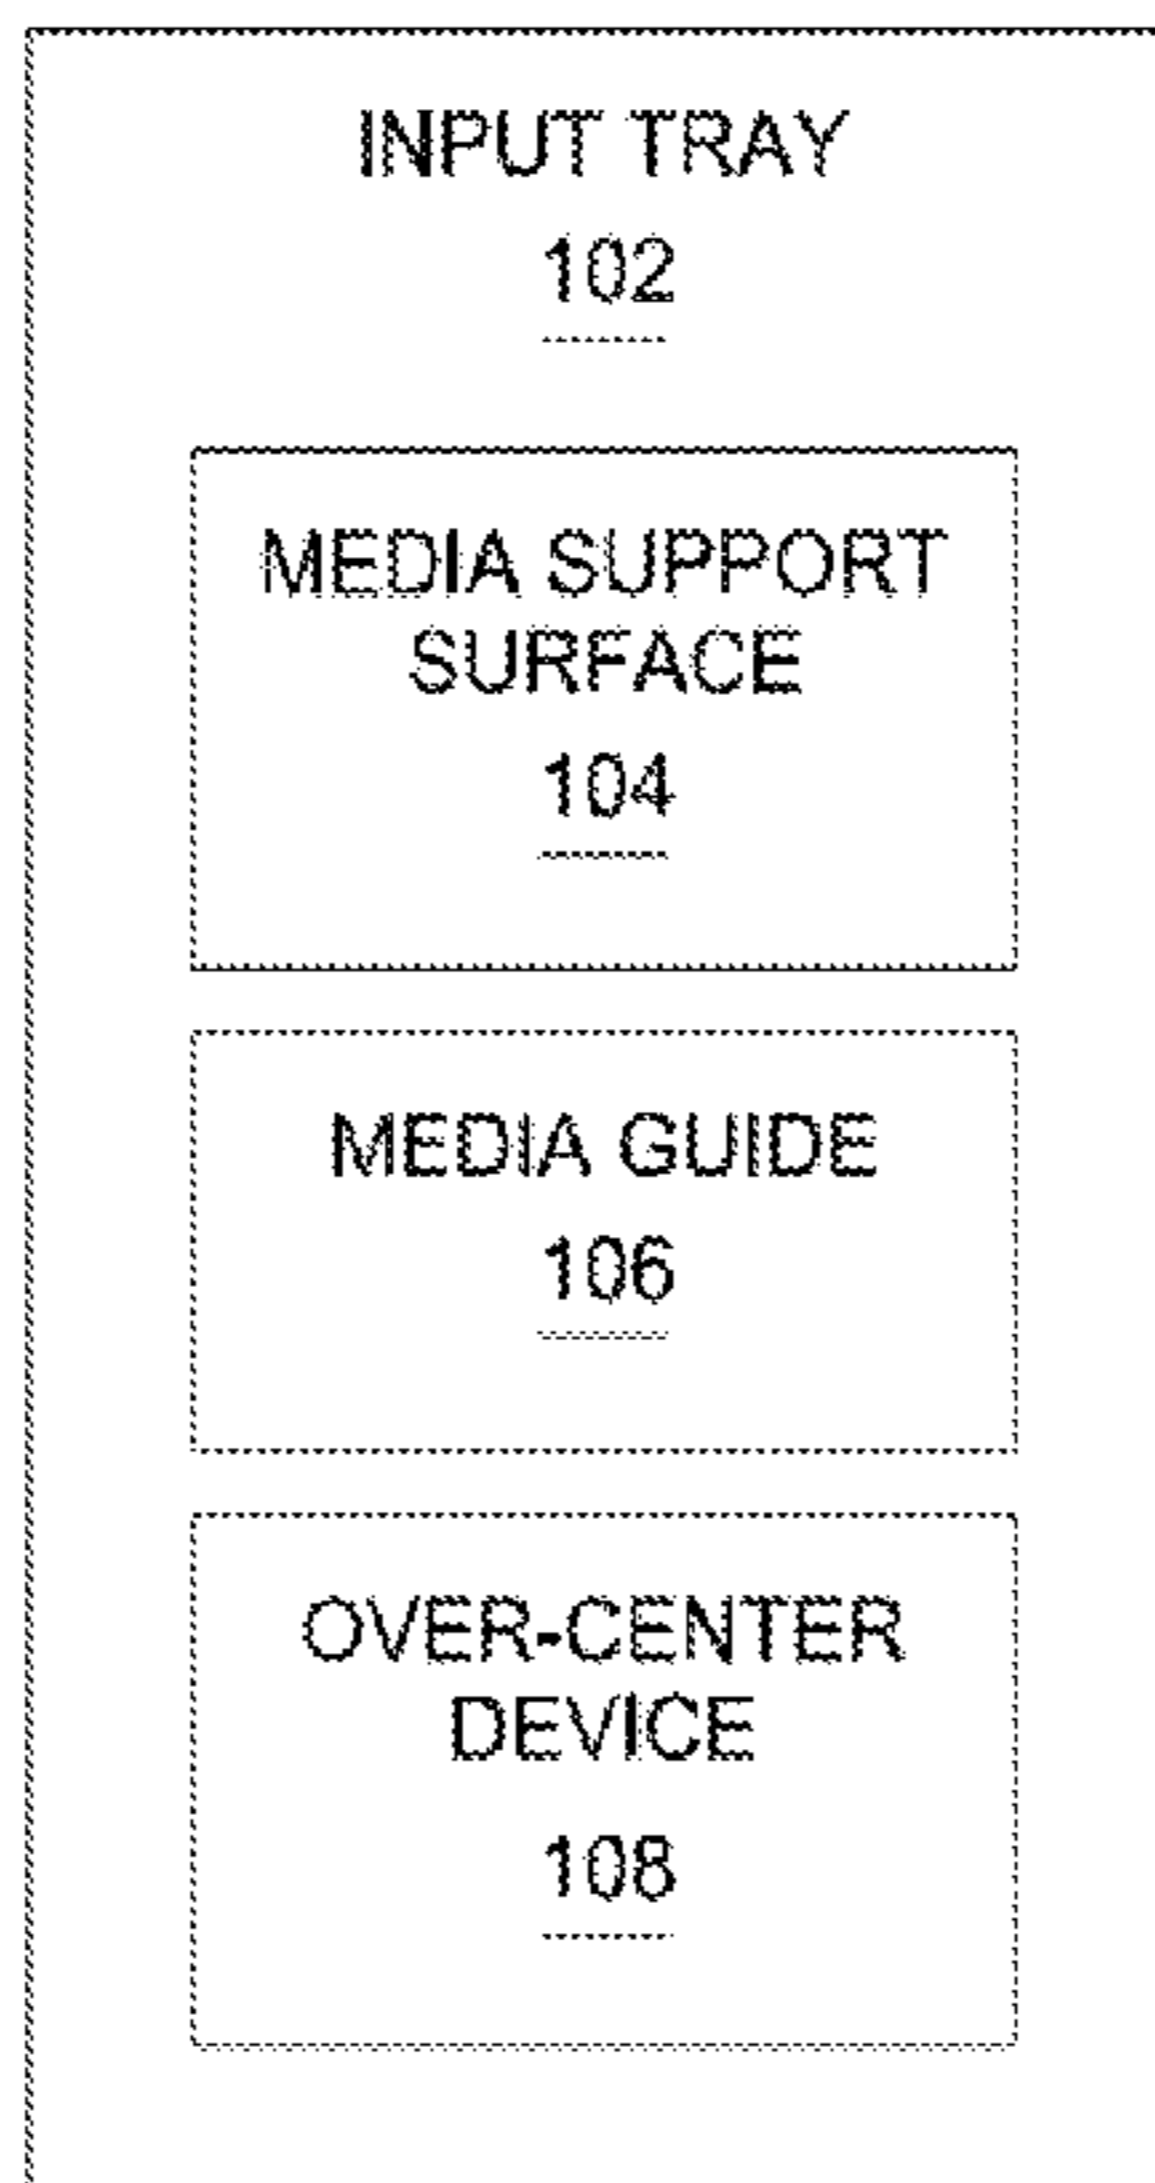 INPUT TRAY
102
MEDIA SUPPORT
SURFACE
104
MEDIA GUIDE
106
OVER-CENTER
DEVICE
108